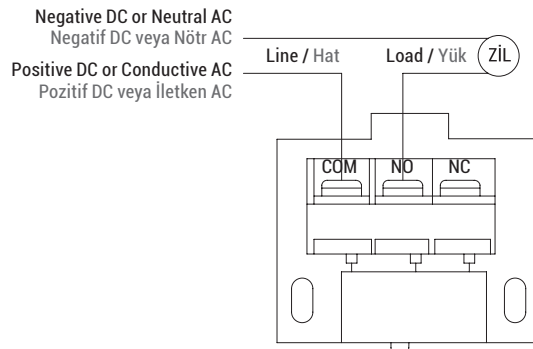 Negative DC or Neutral AC
Negatif DC veya Nötr AC
Positive DC or Conductive AC
Pozitif DC veya İletken AC
Line / Hat
Load / Yük
ZİL
COM
NO
NC